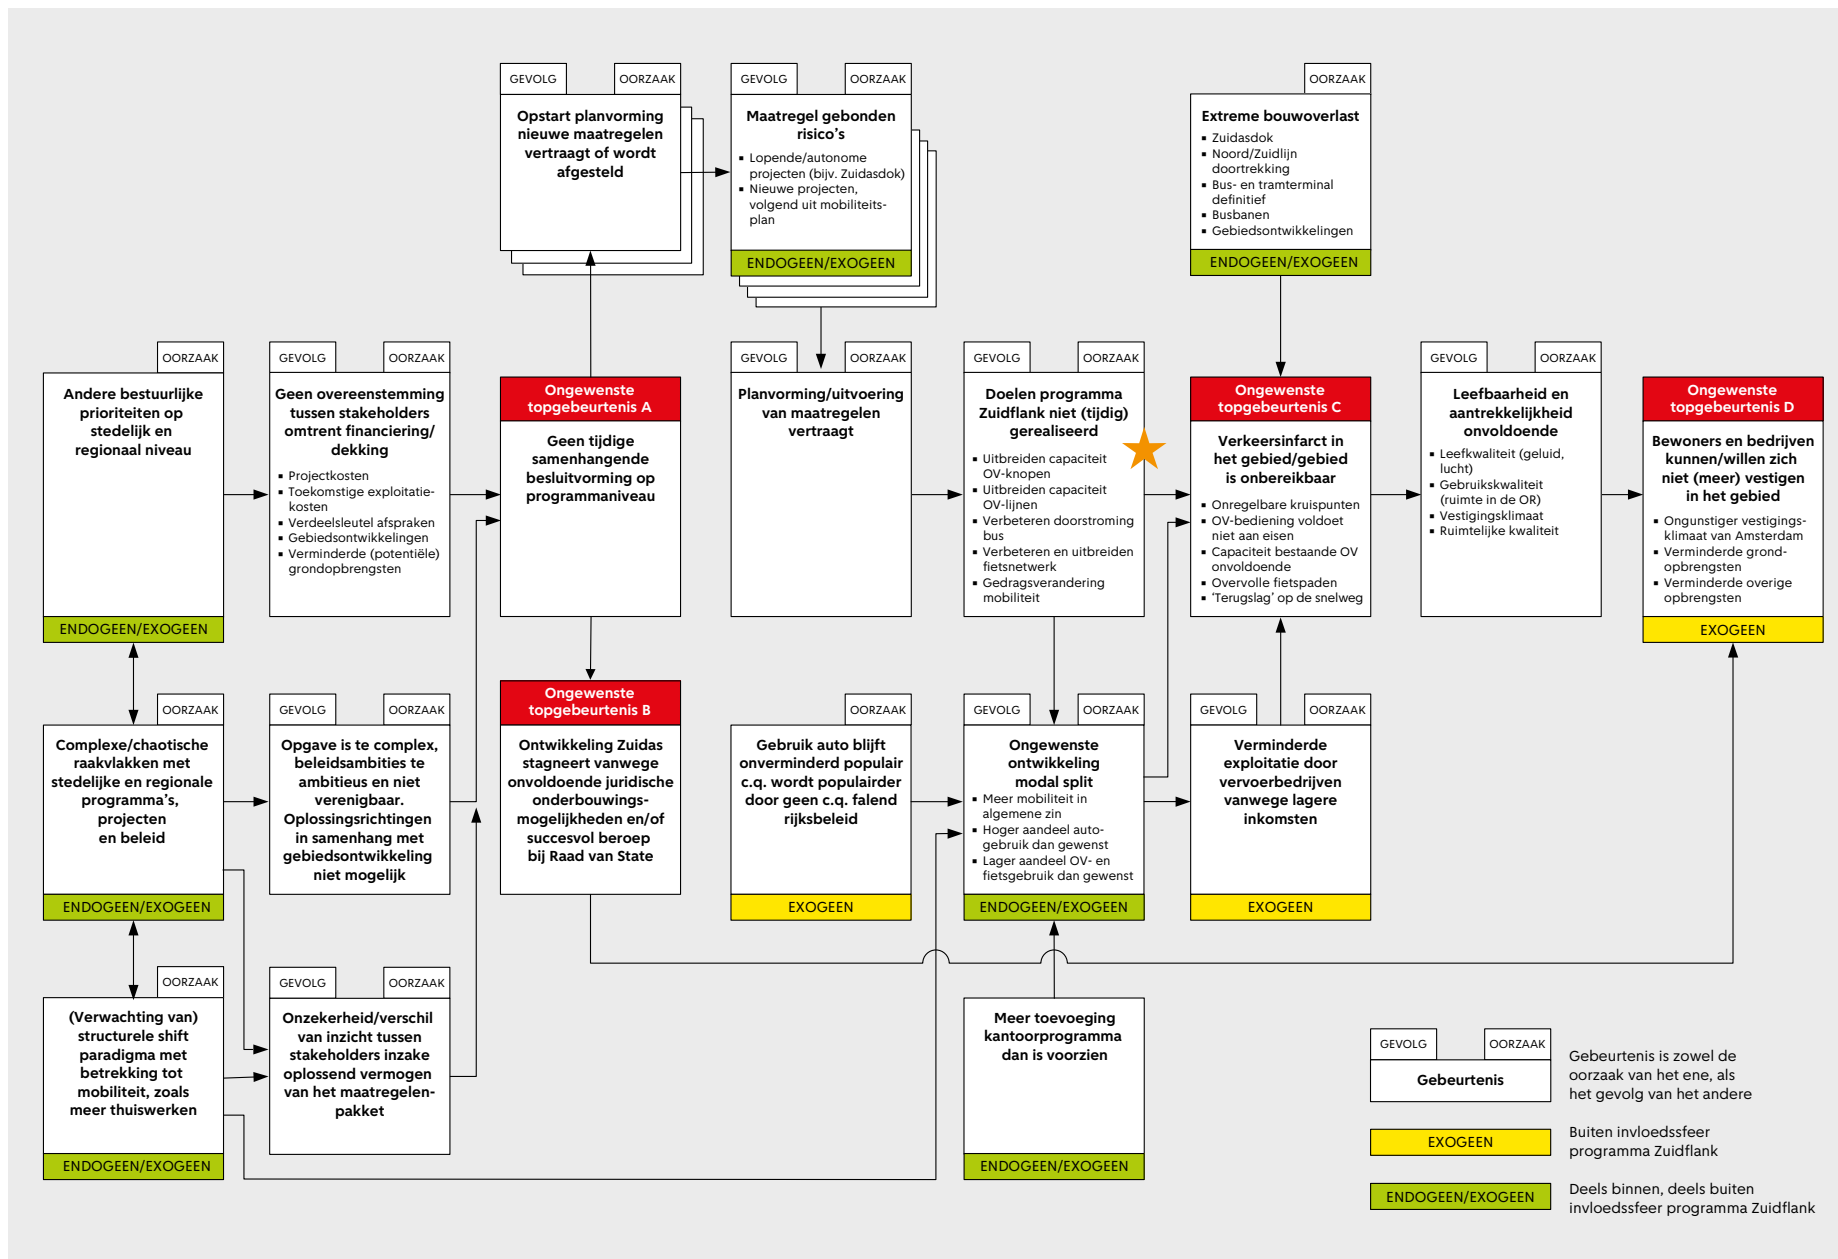 GEVOLG
OORZAAK
Opstart planvorming
nieuwe maatregelen
vertraagt of wordt
afgesteld
GEVOLG
OORZAAK
Maatregel gebonden
risico's
▪ Lopende/autonome
projecten (bijv. Zuidasdok)
▪ Nieuwe projecten,
volgend uit mobiliteits-
plan
ENDOGEEN/EXOGEEN
OORZAAK
Extreme bouwoverlast
▪ Zuidasdok
▪ Noord/Zuidlijn
doortrekking
▪ Bus- en tramterminal
definitief
▪ Busbanen
▪ Gebiedsontwikkelingen
ENDOGEEN/EXOGEEN
OORZAAK
Andere bestuurlijke
prioriteiten op
stedelijk en
regionaal niveau
ENDOGEEN/EXOGEEN
GEVOLG
OORZAAK
Geen overeenstemming
tussen stakeholders
omtrent financiering/
dekking
▪ Projectkosten
▪ Toekomstige exploitatie-
kosten
▪ Verdeelsleutel afspraken
▪ Gebiedsontwikkelingen
▪ Verminderde (potentiële)
grondopbrengsten
Ongewenste
topgebeurtenis A
Geen tijdige
samenhangende
besluitvorming op
programmaniveau
GEVOLG
OORZAAK
Planvorming/uitvoering
van maatregelen
vertraagt
GEVOLG
OORZAAK
Doelen programma
Zuidflank niet (tijdig)
gerealiseerd
▪ Uitbreiden capaciteit
OV-knopen
▪ Uitbreiden capaciteit
OV-lijnen
▪ Verbeteren doorstroming
bus
▪ Verbeteren en uitbreiden
fietsnetwerk
▪ Gedragsverandering
mobiliteit
Ongewenste
topgebeurtenis C
Verkeersinfarct in
het gebied/gebied
is onbereikbaar
▪ Onregelbare kruispunten
▪ OV-bediening voldoet
niet aan eisen
▪ Capaciteit bestaande OV
onvoldoende
▪ Overvolle fietspaden
▪ ‘Terugslag’ op de snelweg
GEVOLG
OORZAAK
Leefbaarheid en
aantrekkelijkheid
onvoldoende
▪ Leefkwaliteit (geluid,
lucht)
▪ Gebruikskwaliteit
(ruimte in de OR)
▪ Vestigingsklimaat
▪ Ruimtelijke kwaliteit
Ongewenste
topgebeurtenis D
Bewoners en bedrijven
kunnen/willen zich
niet (meer) vestigen
in het gebied
▪ Ongunstiger vestigings-
klimaat van Amsterdam
▪ Verminderde grond-
opbrengsten
▪ Verminderde overige
opbrengsten
EXOGEEN
OORZAAK
Complexe/chaotische
raakvlakken met
stedelijke en regionale
programma's,
projecten
en beleid
ENDOGEEN/EXOGEEN
GEVOLG
OORZAAK
Opgave is te complex,
beleidsambities te
ambitieus en niet
verenigbaar.
Oplossingsrichtingen
in samenhang met
gebiedsontwikkeling
niet mogelijk
Ongewenste
topgebeurtenis B
Ontwikkeling Zuidas
stagneert vanwege
onvoldoende juridische
onderbouwings-
mogelijkheden en/of
succesvol beroep
bij Raad van State
OORZAAK
Gebruik auto blijft
onverminderd populair
c.q. wordt populairder
door geen c.q. falend
rijksbeleid
EXOGEEN
GEVOLG
OORZAAK
Ongewenste
ontwikkeling
modal split
▪ Meer mobiliteit in
algemene zin
▪ Hoger aandeel auto-
gebruik dan gewenst
▪ Lager aandeel OV- en
fietsgebruik dan gewenst
ENDOGEEN/EXOGEEN
GEVOLG
OORZAAK
Verminderde
exploitatie door
vervoerbedrijven
vanwege lagere
inkomsten
EXOGEEN
OORZAAK
(Verwachting van)
structurele shift
paradigma met
betrekking tot
mobiliteit, zoals
meer thuiswerken
ENDOGEEN/EXOGEEN
GEVOLG
OORZAAK
Onzekerheid/verschil
van inzicht tussen
stakeholders inzake
oplossend vermogen
van het maatregelen-
pakket
Meer toevoeging
kantoorprogramma
dan is voorzien
ENDOGEEN/EXOGEEN
GEVOLG
OORZAAK
Gebeurtenis
Gebeurtenis is zowel de
oorzaak van het ene, als
het gevolg van het andere
EXOGEEN
Buiten invloedssfeer
programma Zuidflank
ENDOGEEN/EXOGEEN
Deels binnen, deels buiten
invloedssfeer programma Zuidflank